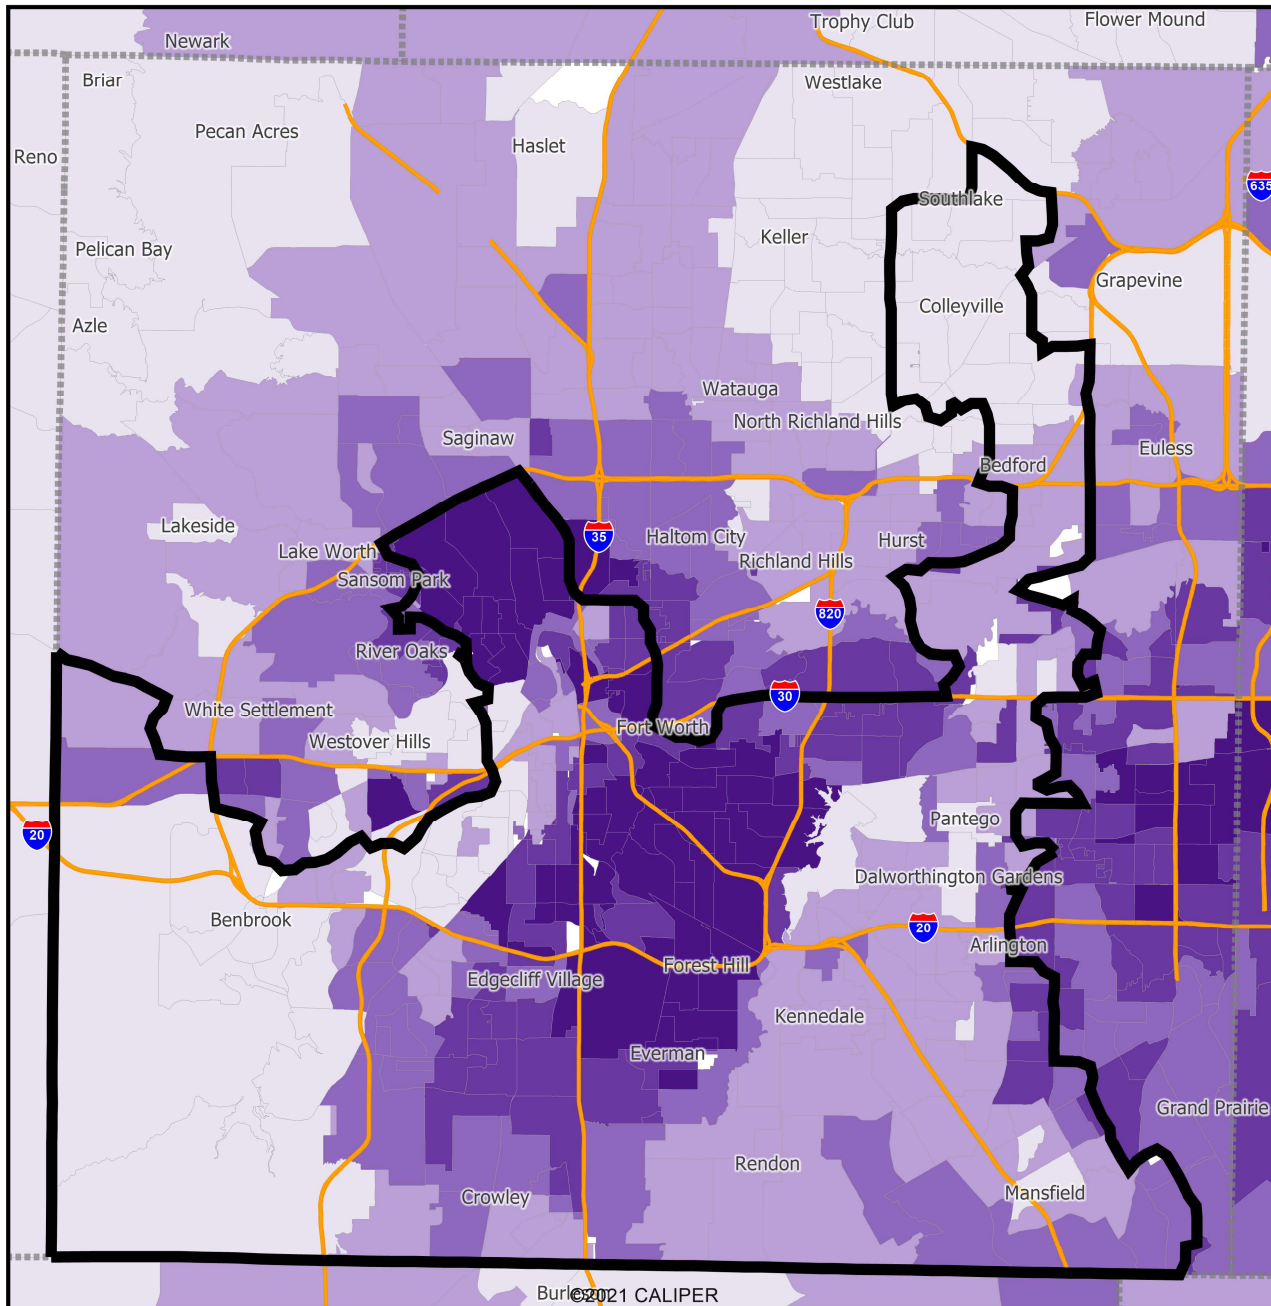 Trophy Club
Flower Mound
Newark
Briar
Westlake
Pecan Acres
Haslet
Reno
635
Southlake
Keller
Pelican Bay
Grapevine
Colleyville
Azle
Watauga
North Richland Hills
Saginaw
Euless
Bedford
Lakeside
35
Haltom City
Hurst
Lake Worth
Richland Hills
Sansom Park
820
River Oaks
30
White Settlement
Fort Worth
Westover Hills
Pantego
20
Dalworthington Gardens
Benbrook
20
Arlington
Forest Hill
Edgecliff Village
Kennedale
Everman
Grand Prairie
Rendon
Mansfield
Crowley
Burleson
©2021 CALIPER